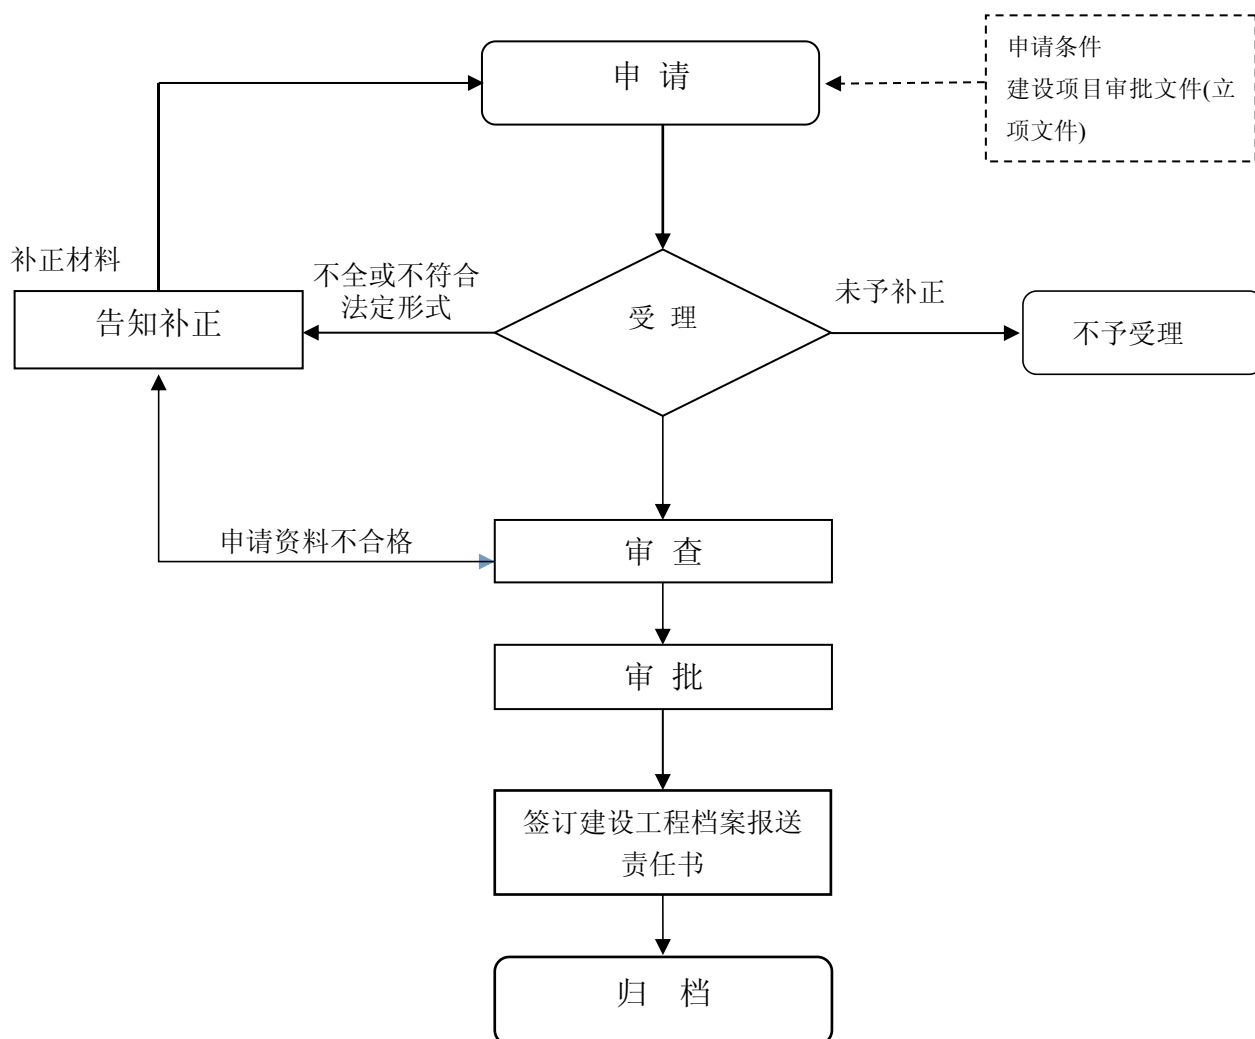 申 请
申请条件
建设项目审批文件(立
项文件)
补正材料
不全或不符合
法定形式
未予补正
告知补正
受 理
不予受理
申请资料不合格
审 查
审 批
签订建设工程档案报送
责任书
归 档